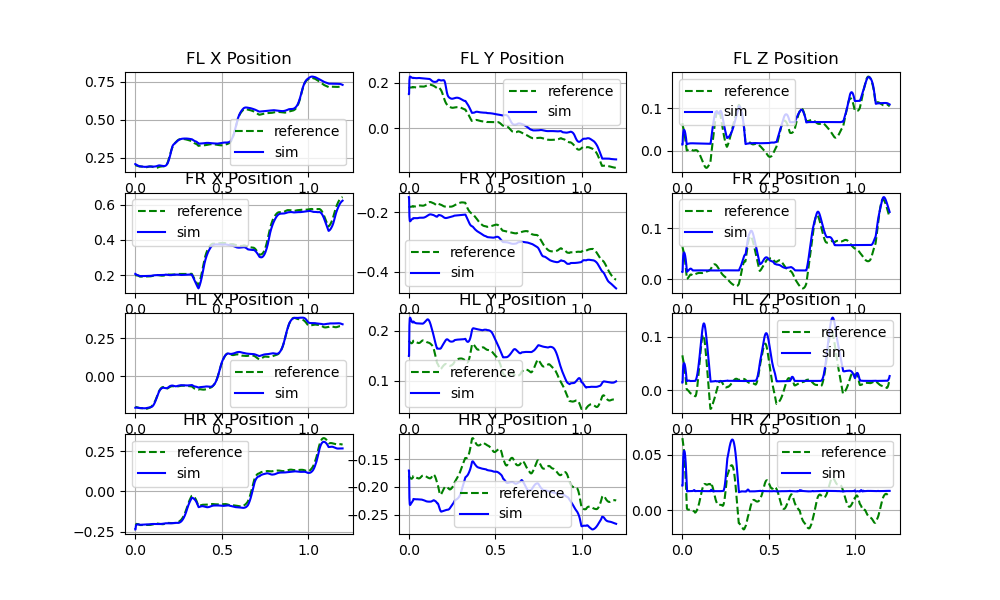 FL X Position
FL Y Position
FL Z Position
0.75
0.50
0.25
reference
sim
0.0
0.5
1.0
0.2
0.0
reference
sim
0.0
0.5
1.0
0.1
0.0
reference
sim
0.0
0.5
1.0
FR X Position
FR Y Position
FR Z Position
0.6
0.4
0.2
reference
sim
0.0
0.5
1.0
−0.2
−0.4
reference
sim
0.0
0.5
1.0
0.1
0.0
reference
sim
0.0
0.5
1.0
HL X Position
HL Y Position
HL Z Position
0.25
0.00
reference
sim
0.0
0.5
1.0
0.2
0.1
reference
sim
0.0
0.5
1.0
0.1
0.0
reference
sim
0.0
0.5
1.0
HR X Position
HR Y Position
HR Z Position
0.25
0.00
−0.25
reference
sim
0.0
0.5
1.0
−0.15
−0.20
−0.25
reference
sim
0.0
0.5
1.0
0.05
0.00
reference
sim
0.0
0.5
1.0